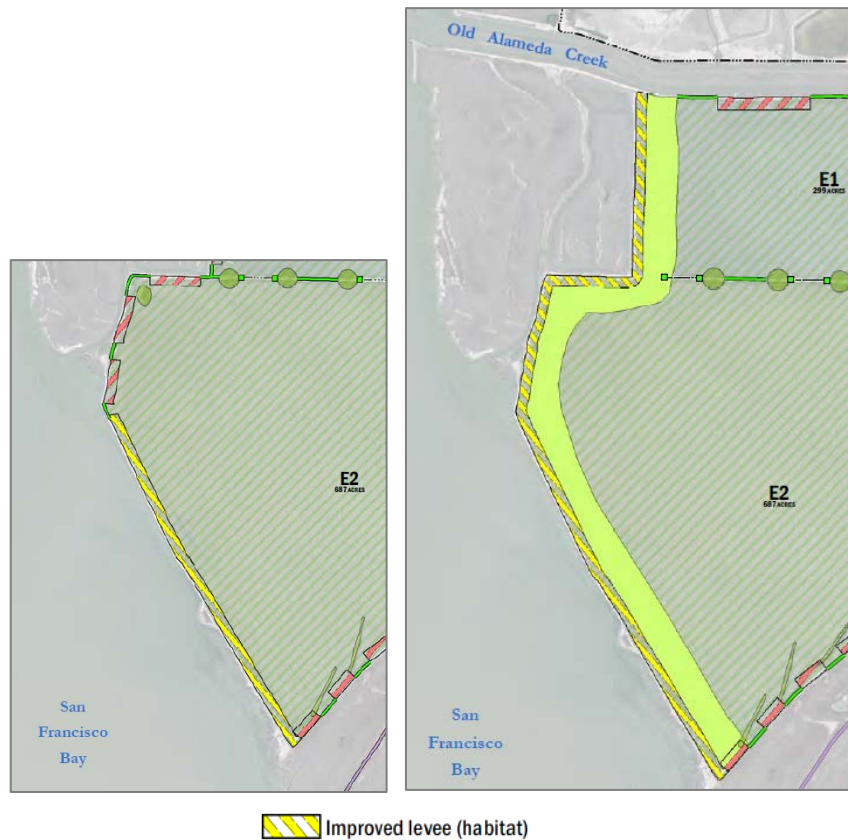 E2
687 ACRES
San
Francisco
Bay
Old Alameda Creek
E1
299 ACRES
E2
687 ACRES
San
Francisco
Bay
Improved levee (habitat)